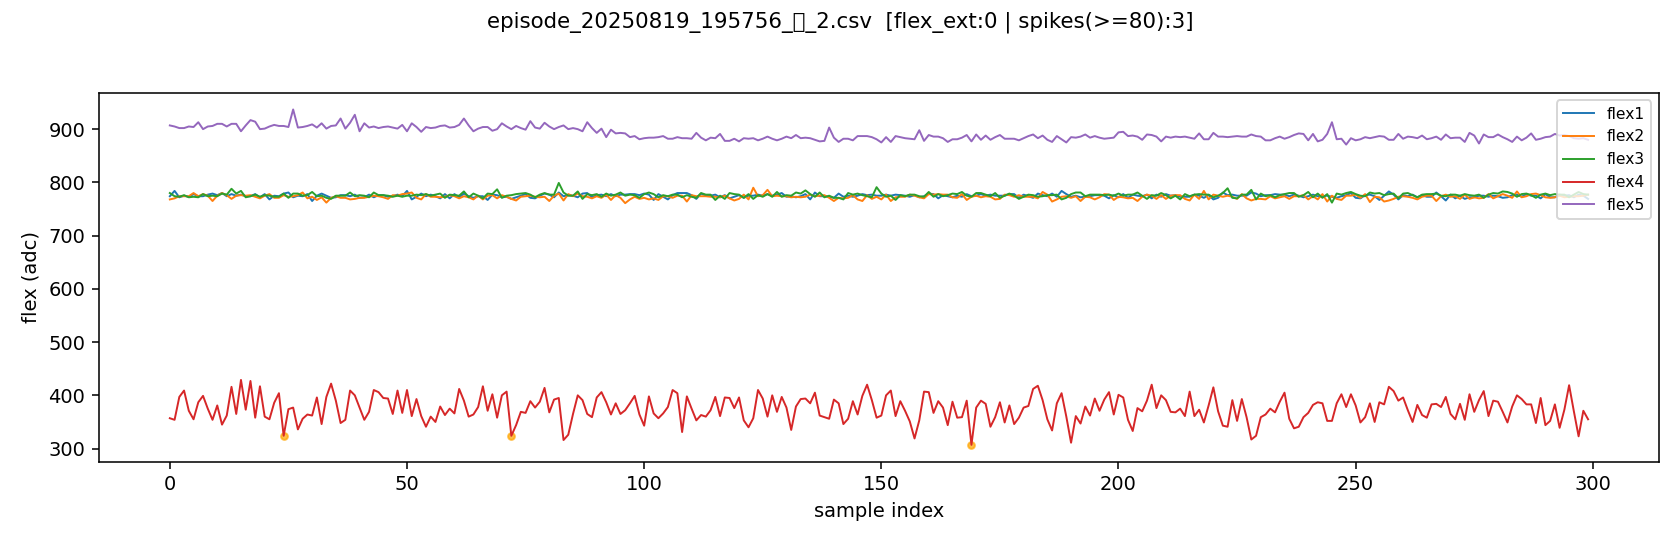 episode_20250819_195756_▯_2.csv  [flex_ext:0 | spikes(>=80):3]
flex (adc)
900
800
700
600
500
400
300
0
50
100
150
200
250
300
sample index
flex1
flex2
flex3
flex4
flex5